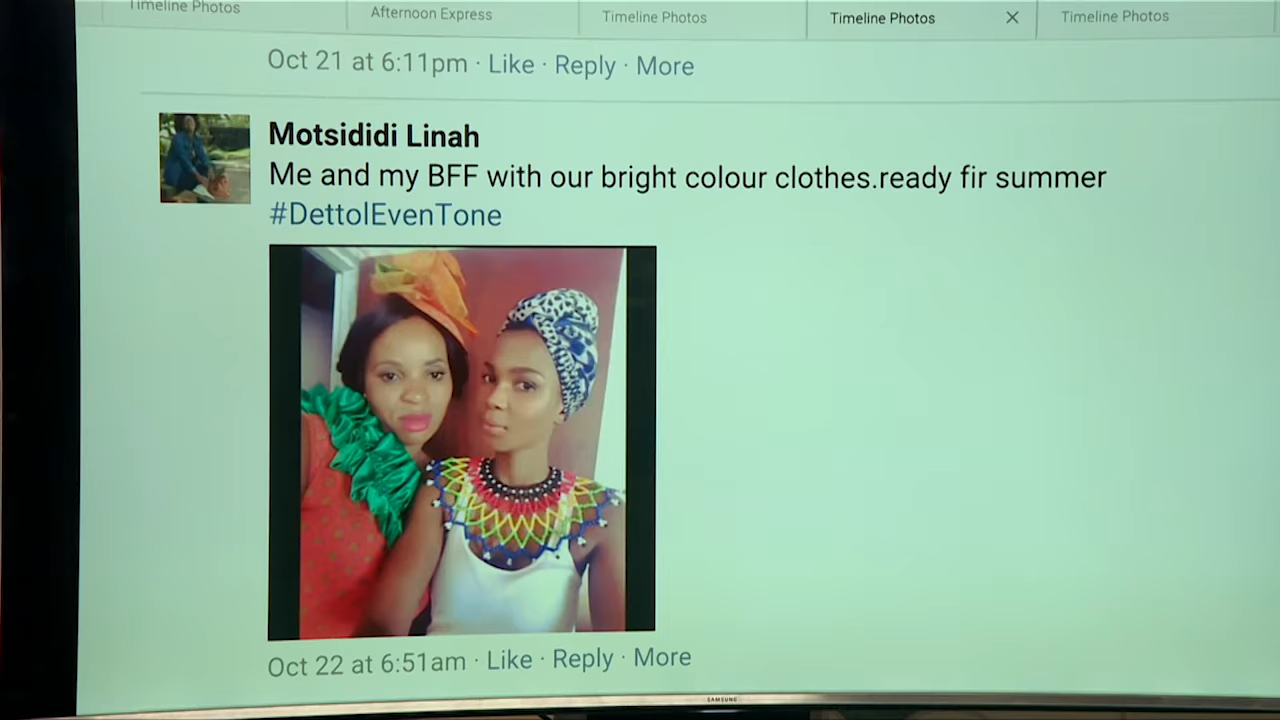 Timeline Photos
Afternoon Express
Timeline Photos
Timeline Photos
Timeline Photos
Oct 21 at 6:11pm · Like · Reply · More
Motsididi Linah
Me and my BFF with our bright colour clothes.ready fir summer
#DettolEvenTone
Oct 22 at 6:51am · Like · Reply · More
SAMSUNG